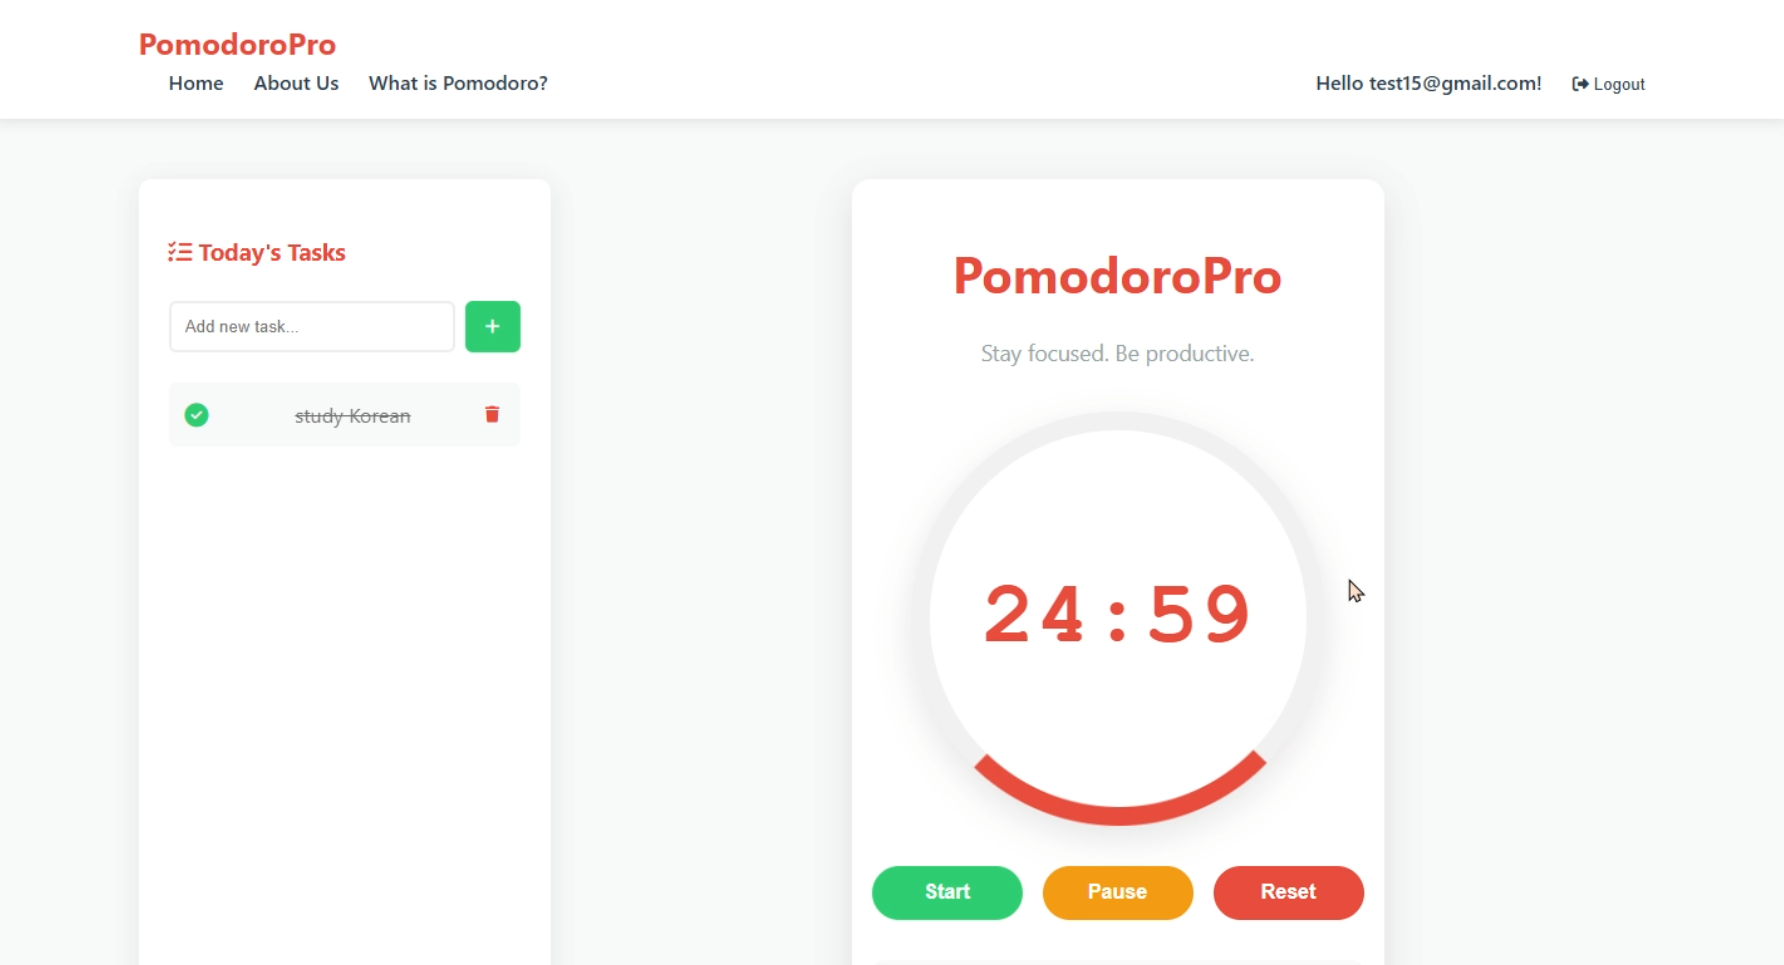 PomodoroPro
Home About Us What is Pomodoro? Hello test15@gmail.com! Logout
Today's Tasks
Add new task...
+
study Korean
PomodoroPro
Stay focused. Be productive.
24:59
Start Pause Reset